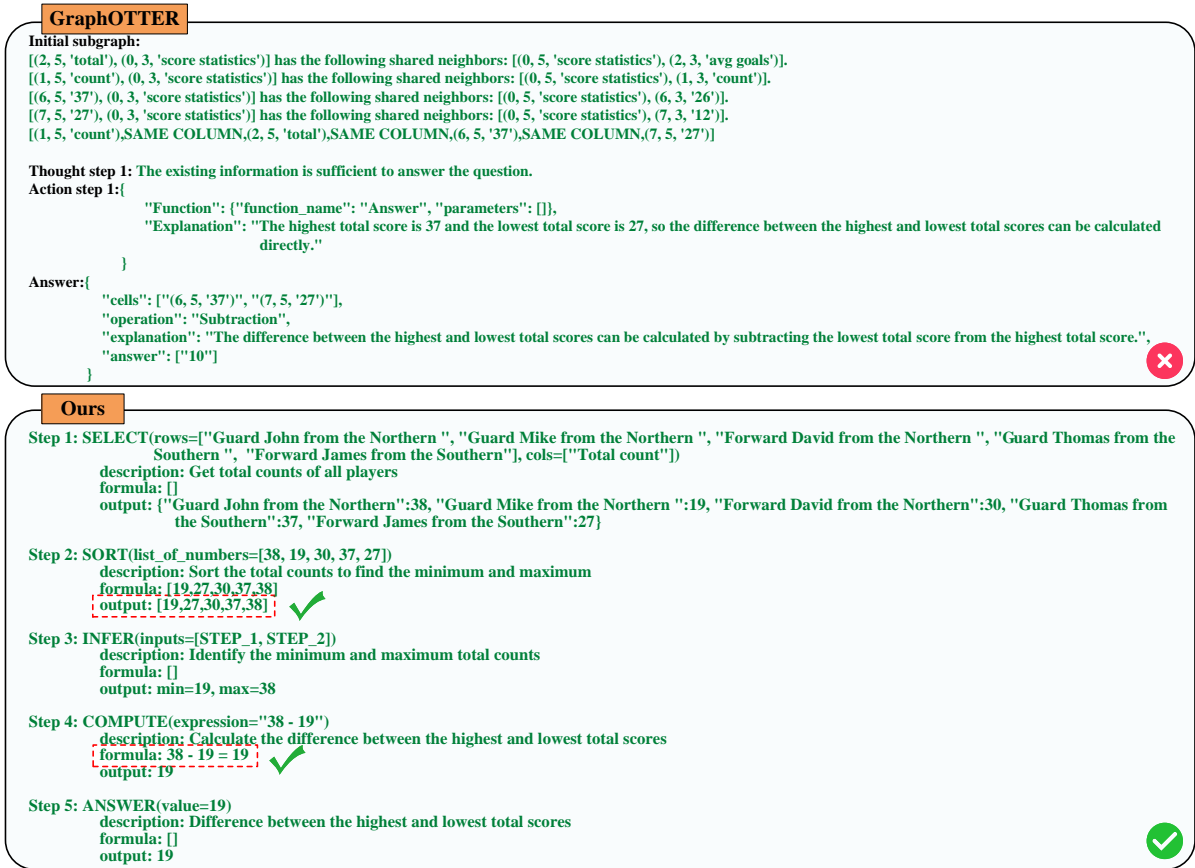 GraphOTTER
Initial subgraph:
[(2, 5, 'total'), (0, 3, 'score statistics')] has the following shared neighbors: [(0, 5, 'score statistics'), (2, 3, 'avg goals')].
[(1, 5, 'count'), (0, 3, 'score statistics')] has the following shared neighbors: [(0, 5, 'score statistics), (1, 3, 'count')].
[(6, 5, '37'), (0, 3, 'score statistics')] has the following shared neighbors: [(0, 5, 'score statistics), (6, 3, '26')].
[(7, 5, '27'), (0, 3, 'score statistics')] has the following shared neighbors: [(0, 5, 'score statistics), (7, 3, '12')].
[(1, 5, 'count'),SAME COLUMN,(2, 5, 'total'),SAME COLUMN,(6, 5, '37'),SAME COLUMN,(7, 5, '27')]
Thought step 1: The existing information is sufficient to answer the question.
Action step 1:{
"Function": {"function_name": "Answer", "parameters": []},
"Explanation": "The highest total score is 37 and the lowest total score is 27, so the difference between the highest and lowest total scores can be calculated
directly."
}
Answer:{
"cells": ["(6, 5, '37')", "(7, 5, '27')"],
"operation": "Subtraction",
"explanation": "The difference between the highest and lowest total scores can be calculated by subtracting the lowest total score from the highest total score.",
"answer": ["10"]
}
Ours
Step 1: SELECT(rows=["Guard John from the Northern ", "Guard Mike from the Northern ", "Forward David from the Northern ", "Guard Thomas from the
Southern ", "Forward James from the Southern"], cols=["Total count"])
description: Get total counts of all players
formula: []
output: {"Guard John from the Northern":38, "Guard Mike from the Northern ":19, "Forward David from the Northern":30, "Guard Thomas from
the Southern":37, "Forward James from the Southern":27}
Step 2: SORT(list_of_numbers=[38, 19, 30, 37, 27])
description: Sort the total counts to find the minimum and maximum
formula: [19,27,30,37,38]
output: [19,27,30,37,38]
Step 3: INFER(inputs=[STEP_1, STEP_2])
description: Identify the minimum and maximum total counts
formula: []
output: min=19, max=38
Step 4: COMPUTE(expression="38 - 19")
description: Calculate the difference between the highest and lowest total scores
formula: 38 - 19 = 19
output: 19
Step 5: ANSWER(value=19)
description: Difference between the highest and lowest total scores
formula: []
output: 19